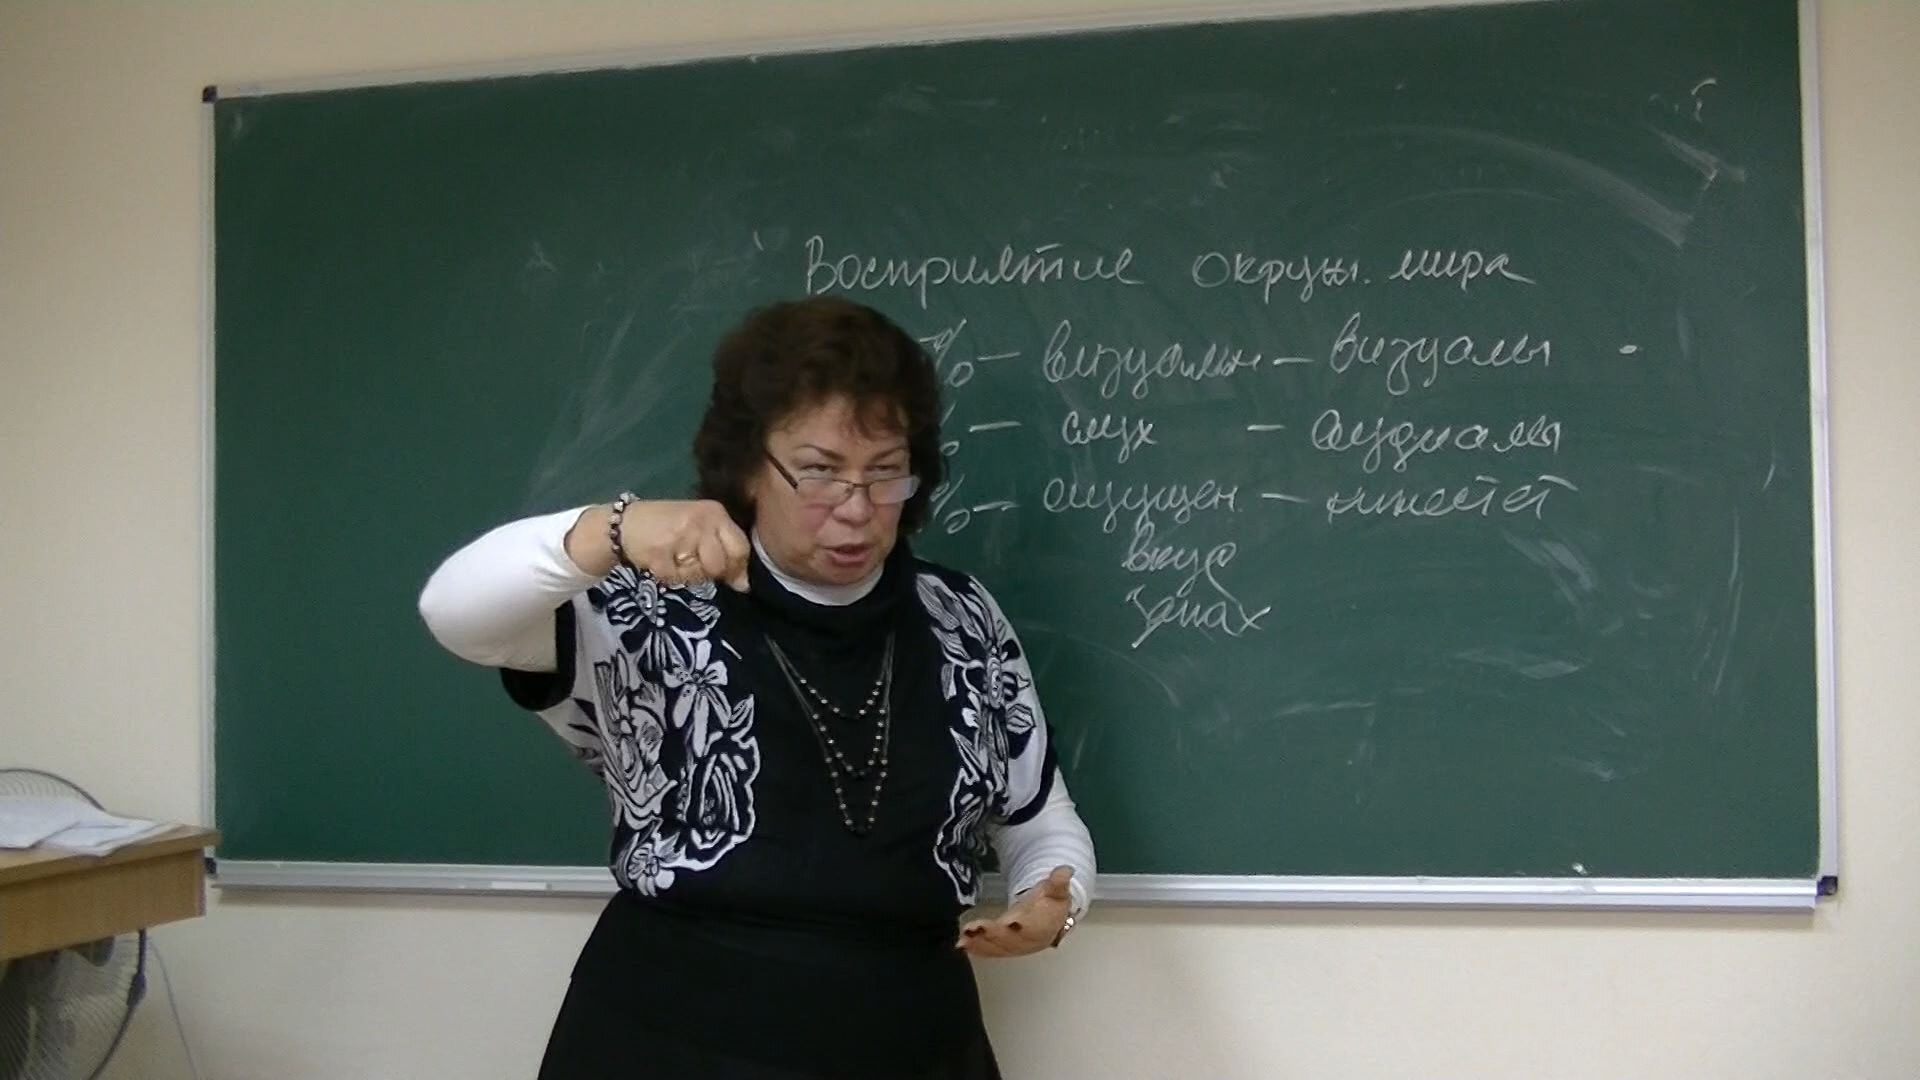 Восприятие окруж. мира
% – визуальн – Визуалы
% – слух – Аудиалы
% – ощущен. – кинестет
вкус
запах